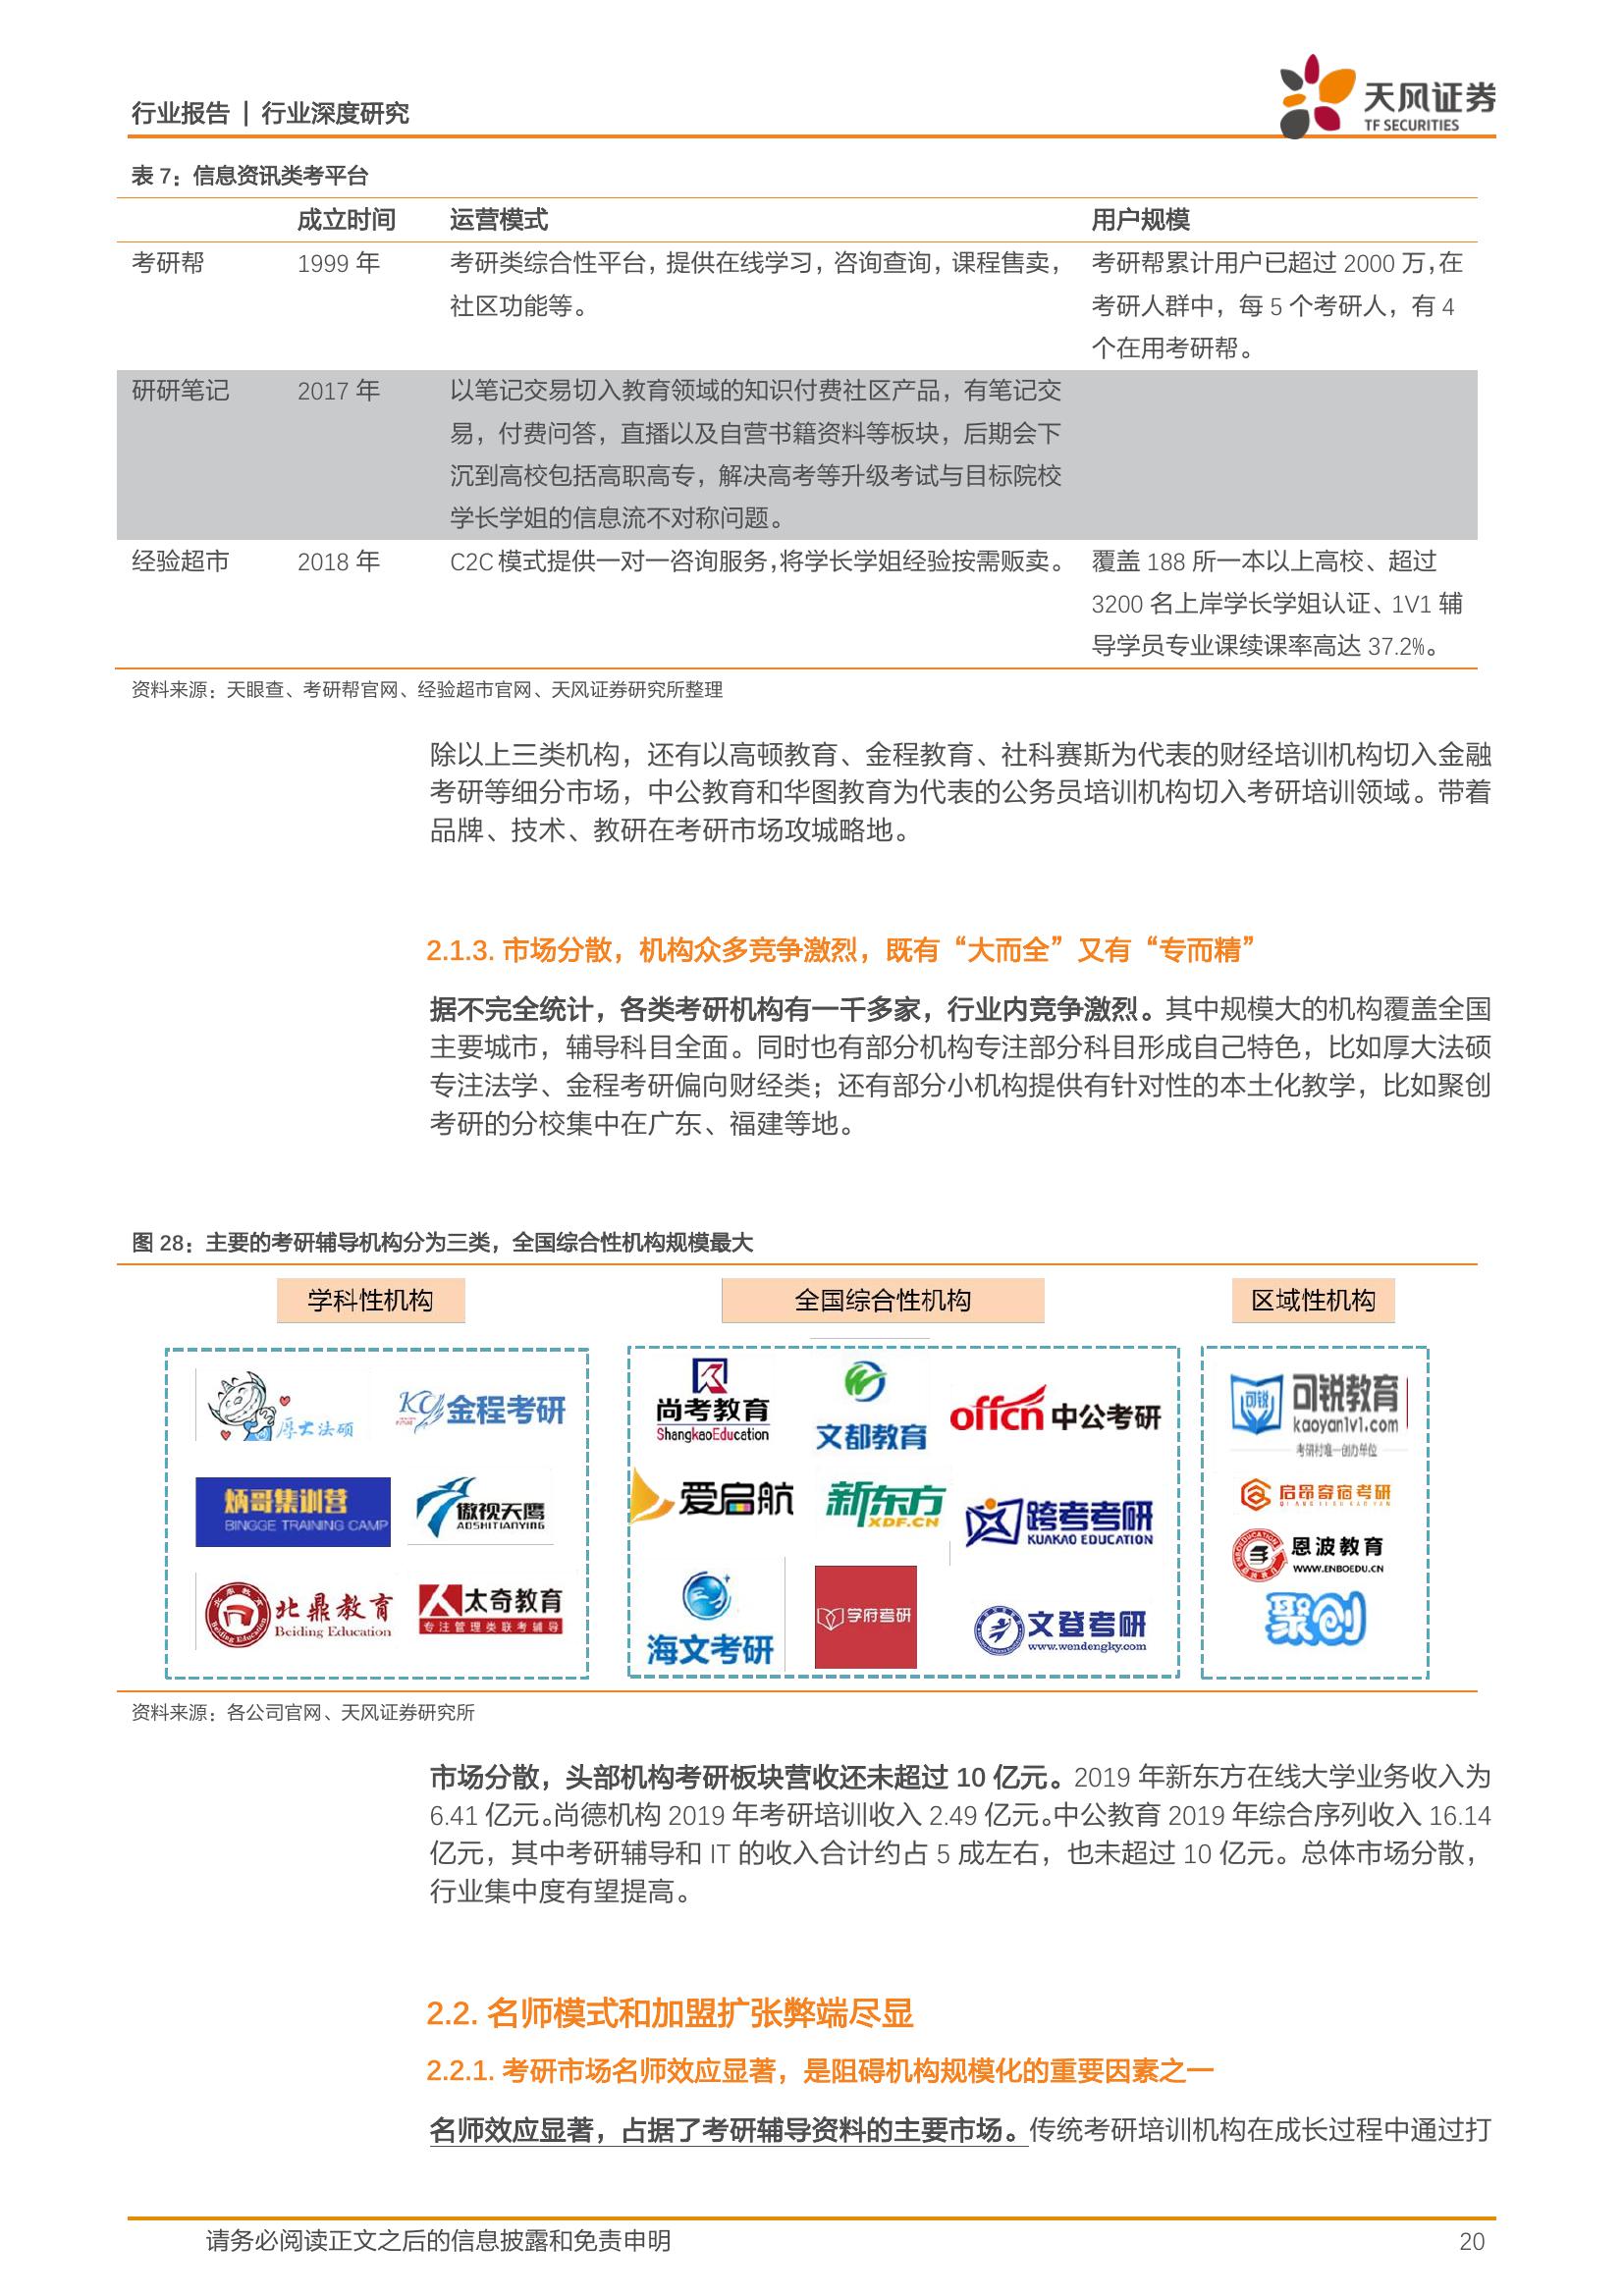 行业报告 | 行业深度研究
天风证券
TF SECURITIES
表 7：信息资讯类考平台
成立时间 运营模式 用户规模
考研帮 1999 年 考研类综合性平台，提供在线学习，咨询查询，课程售卖， 考研帮累计用户已超过 2000 万，在
社区功能等。 考研人群中，每 5 个考研人，有 4
个在用考研帮。
研研笔记 2017 年 以笔记交易切入教育领域的知识付费社区产品，有笔记交
易，付费问答，直播以及自营书籍资料等板块，后期会下
沉到高校包括高职高专，解决高考等升级考试与目标院校
学长学姐的信息流不对称问题。
经验超市 2018 年 C2C 模式提供一对一咨询服务，将学长学姐经验按需贩卖。 覆盖 188 所一本以上高校、超过
3200 名上岸学长学姐认证、1V1 辅
导学员专业课续课率高达 37.2%。
资料来源：天眼查、考研帮官网、经验超市官网、天风证券研究所整理
除以上三类机构，还有以高顿教育、金程教育、社科赛斯为代表的财经培训机构切入金融
考研等细分市场，中公教育和华图教育为代表的公务员培训机构切入考研培训领域。带着
品牌、技术、教研在考研市场攻城略地。
2.1.3. 市场分散，机构众多竞争激烈，既有“大而全”又有“专而精”
据不完全统计，各类考研机构有一千多家，行业内竞争激烈。其中规模大的机构覆盖全国
主要城市，辅导科目全面。同时也有部分机构专注部分科目形成自己特色，比如厚大法硕
专注法学、金程考研偏向财经类；还有部分小机构提供有针对性的本土化教学，比如聚创
考研的分校集中在广东、福建等地。
图 28：主要的考研辅导机构分为三类，全国综合性机构规模最大
学科性机构 全国综合性机构 区域性机构
厚大法硕
金程考研
炳哥集训营
BINGGE TRAINING CAMP
傲视天鹰
AOSHITIANYING
北鼎教育
Beiding Education
太奇教育
专注管理类联考辅导
尚考教育
ShangkaoEducation
文都教育
offcn 中公考研
爱启航
新东方
XDF.CN
跨考考研
KUAKAO EDUCATION
海文考研
学府考研
文登考研
www.wendengky.com
可锐
可锐教育
kaoyan1v1.com
考研村唯一创办单位
启昂寄宿考研
恩波教育
WWW.ENBOEDU.CN
聚创
资料来源：各公司官网、天风证券研究所
市场分散，头部机构考研板块营收还未超过 10 亿元。2019 年新东方在线大学业务收入为
6.41 亿元。尚德机构 2019 年考研培训收入 2.49 亿元。中公教育 2019 年综合序列收入 16.14
亿元，其中考研辅导和 IT 的收入合计约占 5 成左右，也未超过 10 亿元。总体市场分散，
行业集中度有望提高。
2.2. 名师模式和加盟扩张弊端尽显
2.2.1. 考研市场名师效应显著，是阻碍机构规模化的重要因素之一
名师效应显著，占据了考研辅导资料的主要市场。传统考研培训机构在成长过程中通过打
请务必阅读正文之后的信息披露和免责申明 20